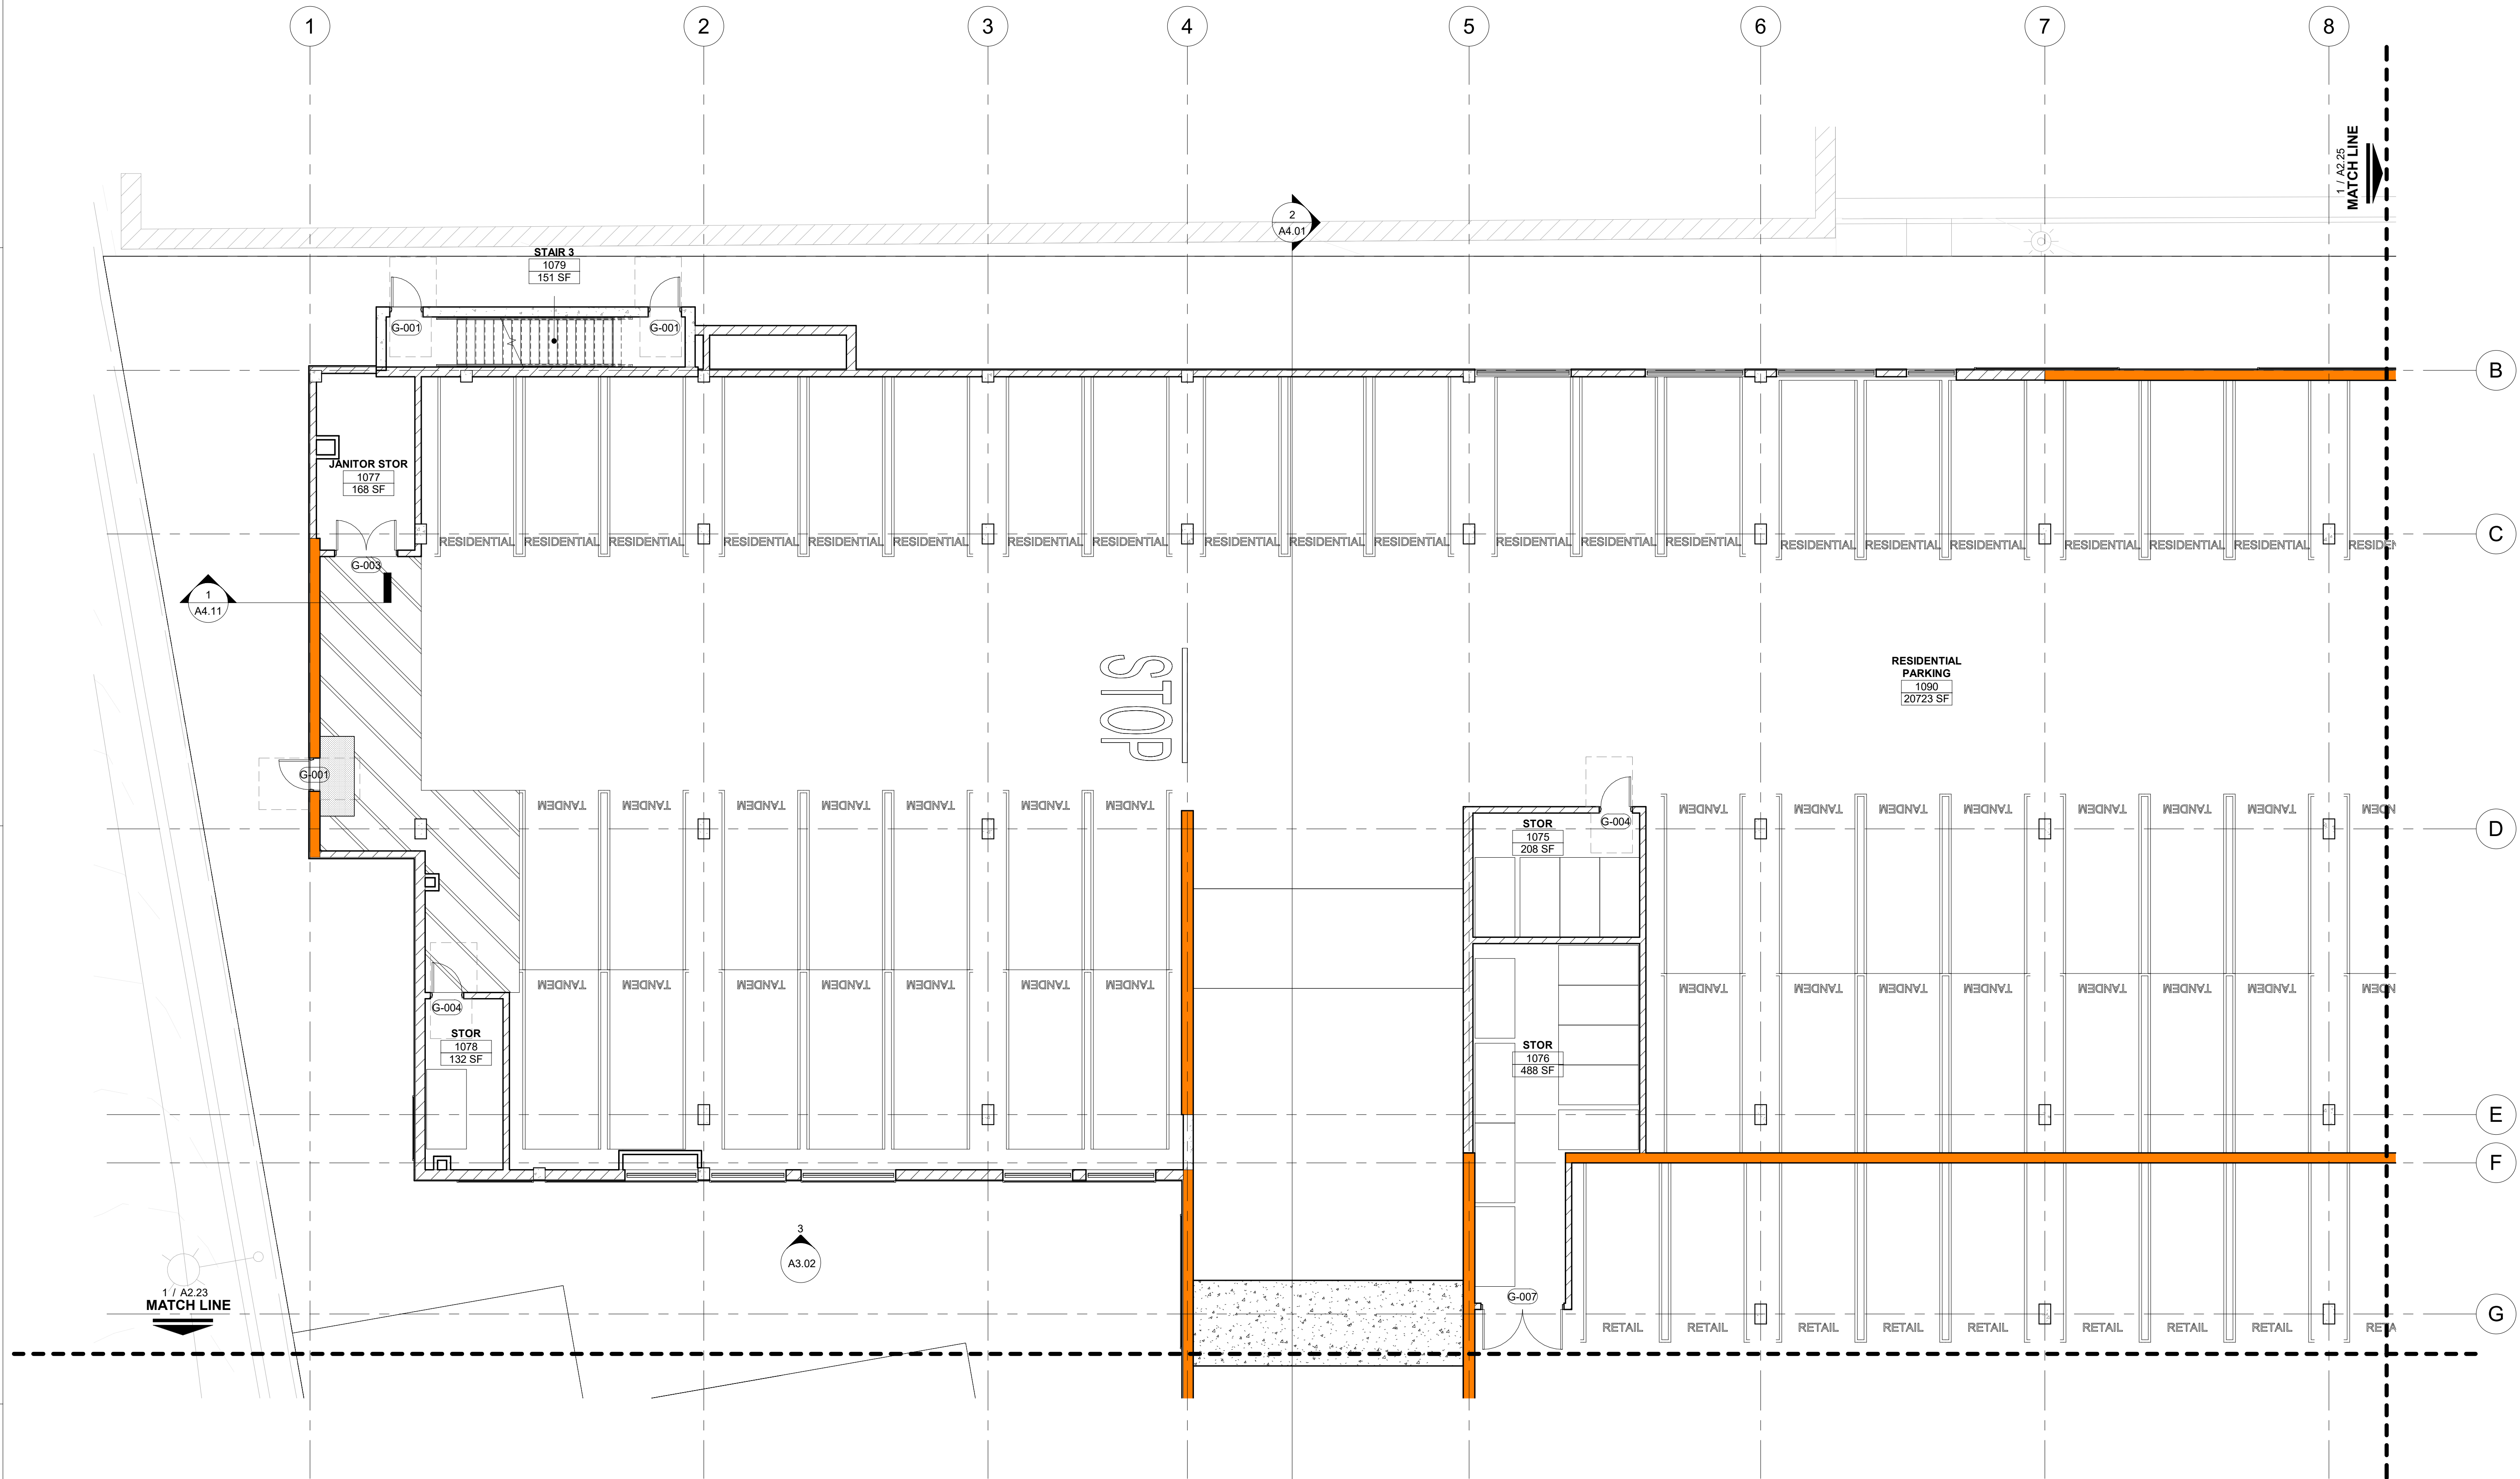 1
2
3
4
5
6
7
8
1 / A2.25
MATCH LINE
2
A4.01
STAIR 3
1079
151 SF
G-001
G-001
B
JANITOR STOR
1077
168 SF
C
RESIDENTIAL RESIDENTIAL RESIDENTIAL RESIDENTIAL RESIDENTIAL RESIDENTIAL RESIDENTIAL RESIDENTIAL RESIDENTIAL RESIDENTIAL RESIDENTIAL RESIDENTIAL RESIDENTIAL RESIDENTIAL RESIDENTIAL RESIDENTIAL RESIDENTIAL RESIDENTIAL RESIDENTIAL RESIDENTIAL RESIDEN
G-003
1
A4.11
STOP
RESIDENTIAL
PARKING
1090
20723 SF
G-001
TANDEM TANDEM TANDEM TANDEM TANDEM TANDEM TANDEM TANDEM TANDEM TANDEM TANDEM TANDEM TANDEM TANDEM NDEM
STOR
1075
208 SF
G-004
D
TANDEM TANDEM TANDEM TANDEM TANDEM TANDEM TANDEM TANDEM TANDEM TANDEM TANDEM TANDEM TANDEM TANDEM NDEM
G-004
STOR
1078
132 SF
STOR
1076
488 SF
E
F
3
A3.02
1 / A2.23
MATCH LINE
G-007
G
RETAIL RETAIL RETAIL RETAIL RETAIL RETAIL RETAIL RETAIL RETA